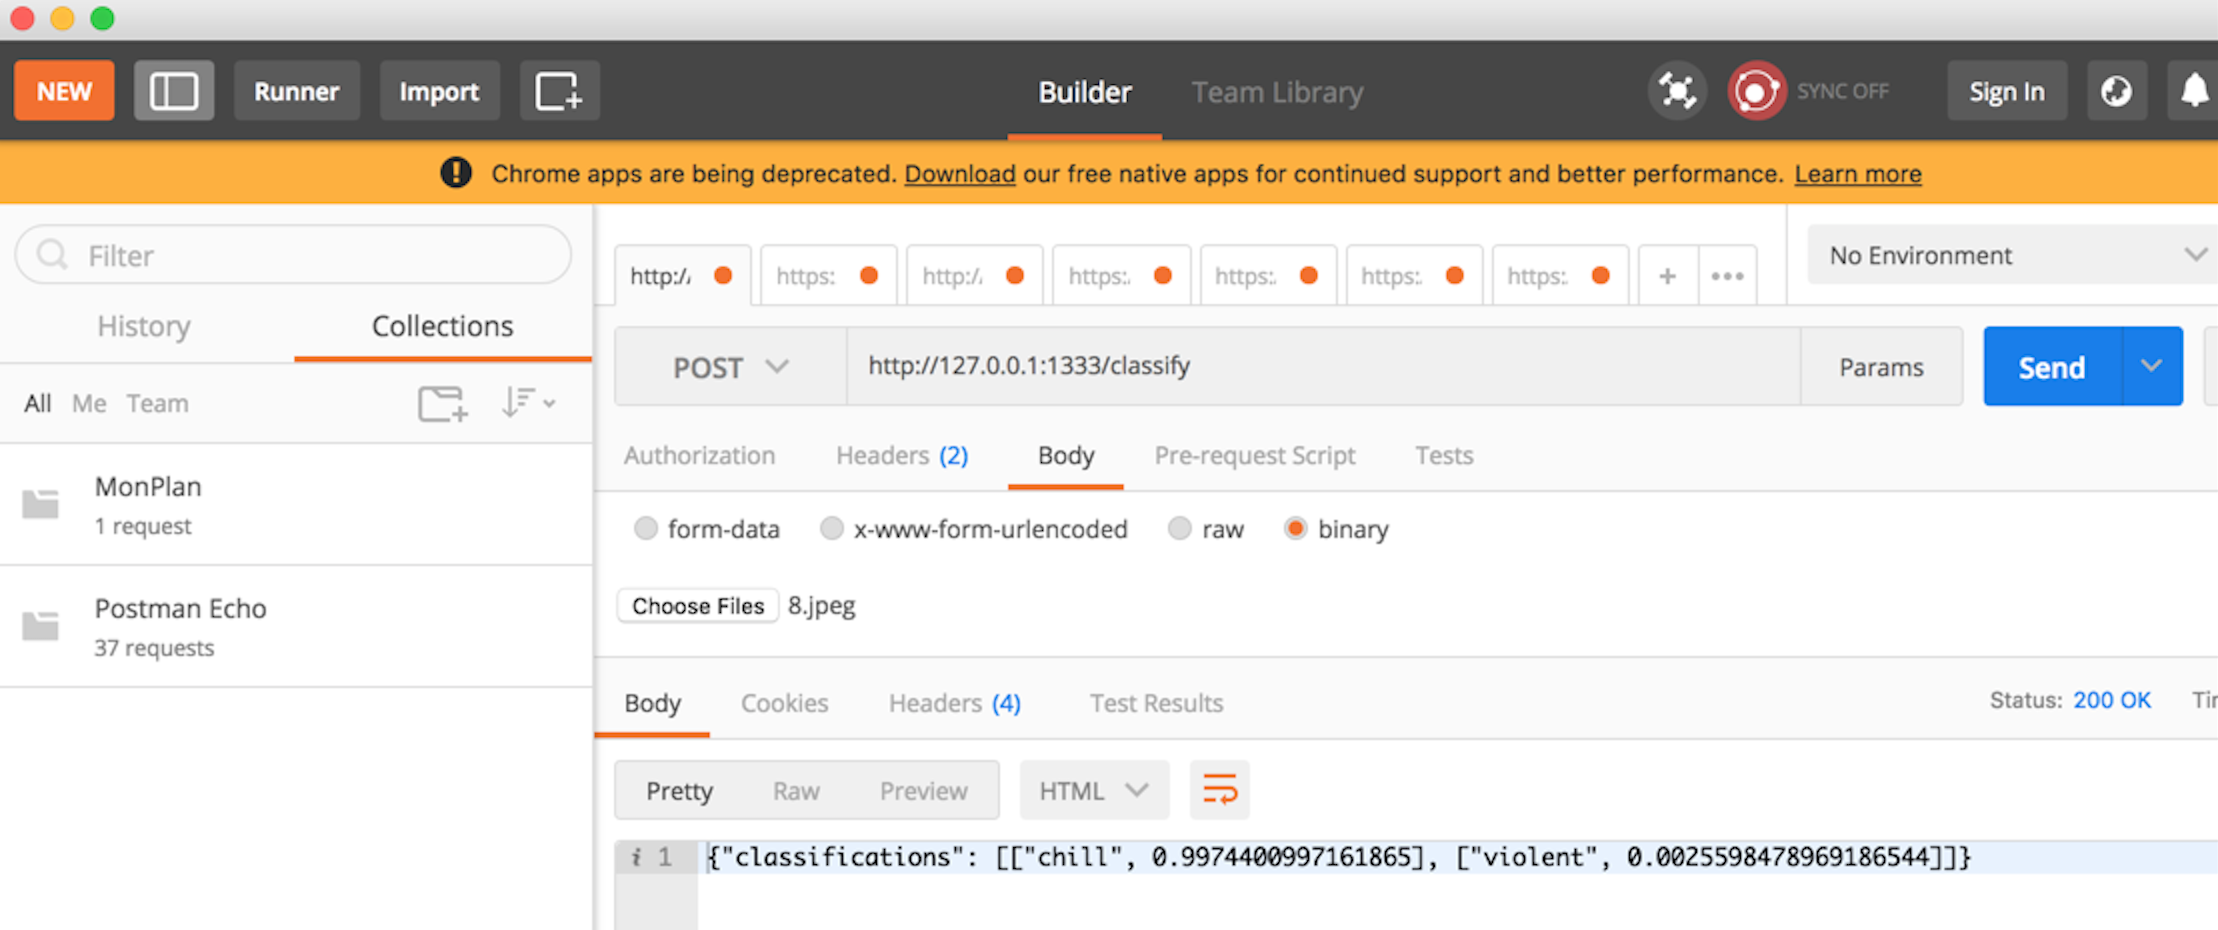 NEW Runner Import Builder Team Library SYNC OFF Sign In
Chrome apps are being deprecated. Download our free native apps for continued support and better performance. Learn more
Filter
http:/ https: http:/ https: https: https: https: + ••• No Environment
History Collections
POST http://127.0.0.1:1333/classify Params Send
All Me Team
Authorization Headers (2) Body Pre-request Script Tests
MonPlan
1 request
form-data x-www-form-urlencoded raw binary
Choose Files 8.jpeg
Postman Echo
37 requests
Body Cookies Headers (4) Test Results Status: 200 OK
Pretty Raw Preview HTML
i 1 {"classifications": [["chill", 0.9974400997161865], ["violent", 0.0025598478969186544]]}